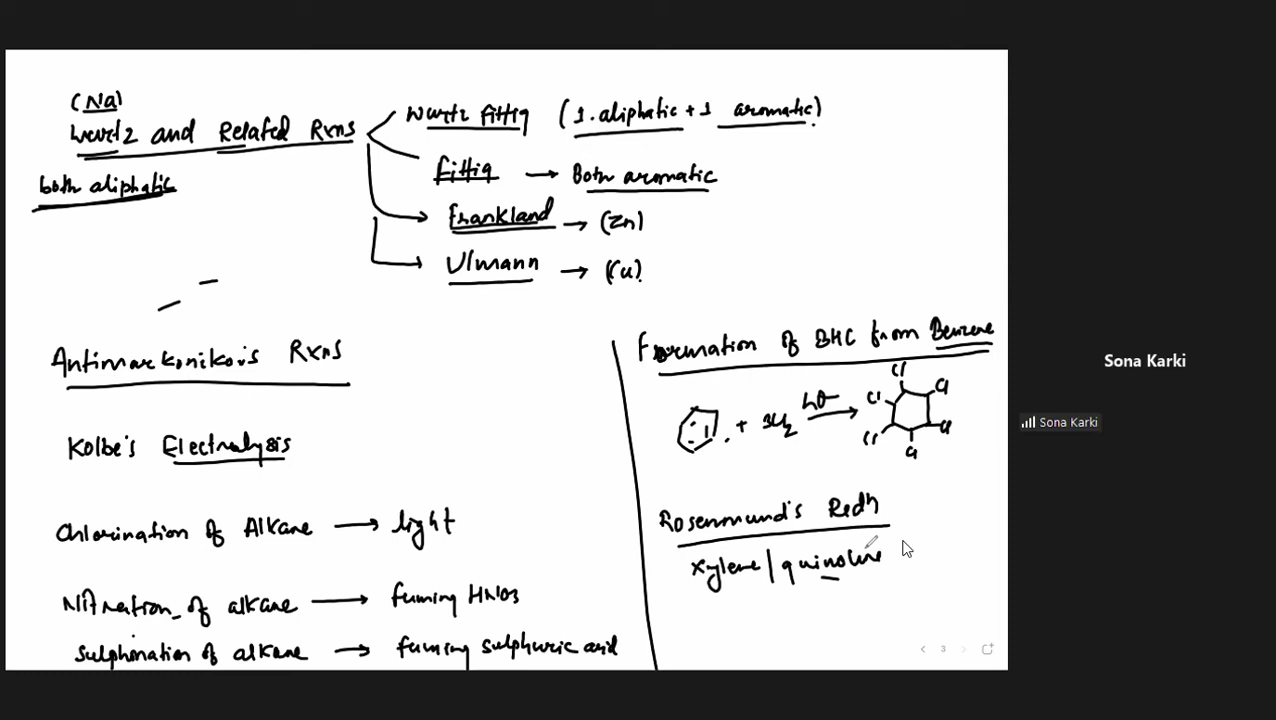 (Na)
Wurtz and Related Rxns
both aliphatic
Wurtz Fittig (1. aliphatic + 1 aromatic)
Fittig → Both aromatic
Frankland → (Zn)
Ulmann → (Cu)
Antimarkonikov's Rxns
Kolbe's Electrolysis
Chlorination of Alkane → light
Nitration of alkane → fuming HNO3
Sulphonation of alkane → fuming sulphuric acid
Formation of BHC from Benzene
+ 3Cl2 →
Cl
Cl
Cl
Cl
Cl
Cl
Rosenmund's Redn
xylene / quinoline
Sona Karki
Sona Karki
3